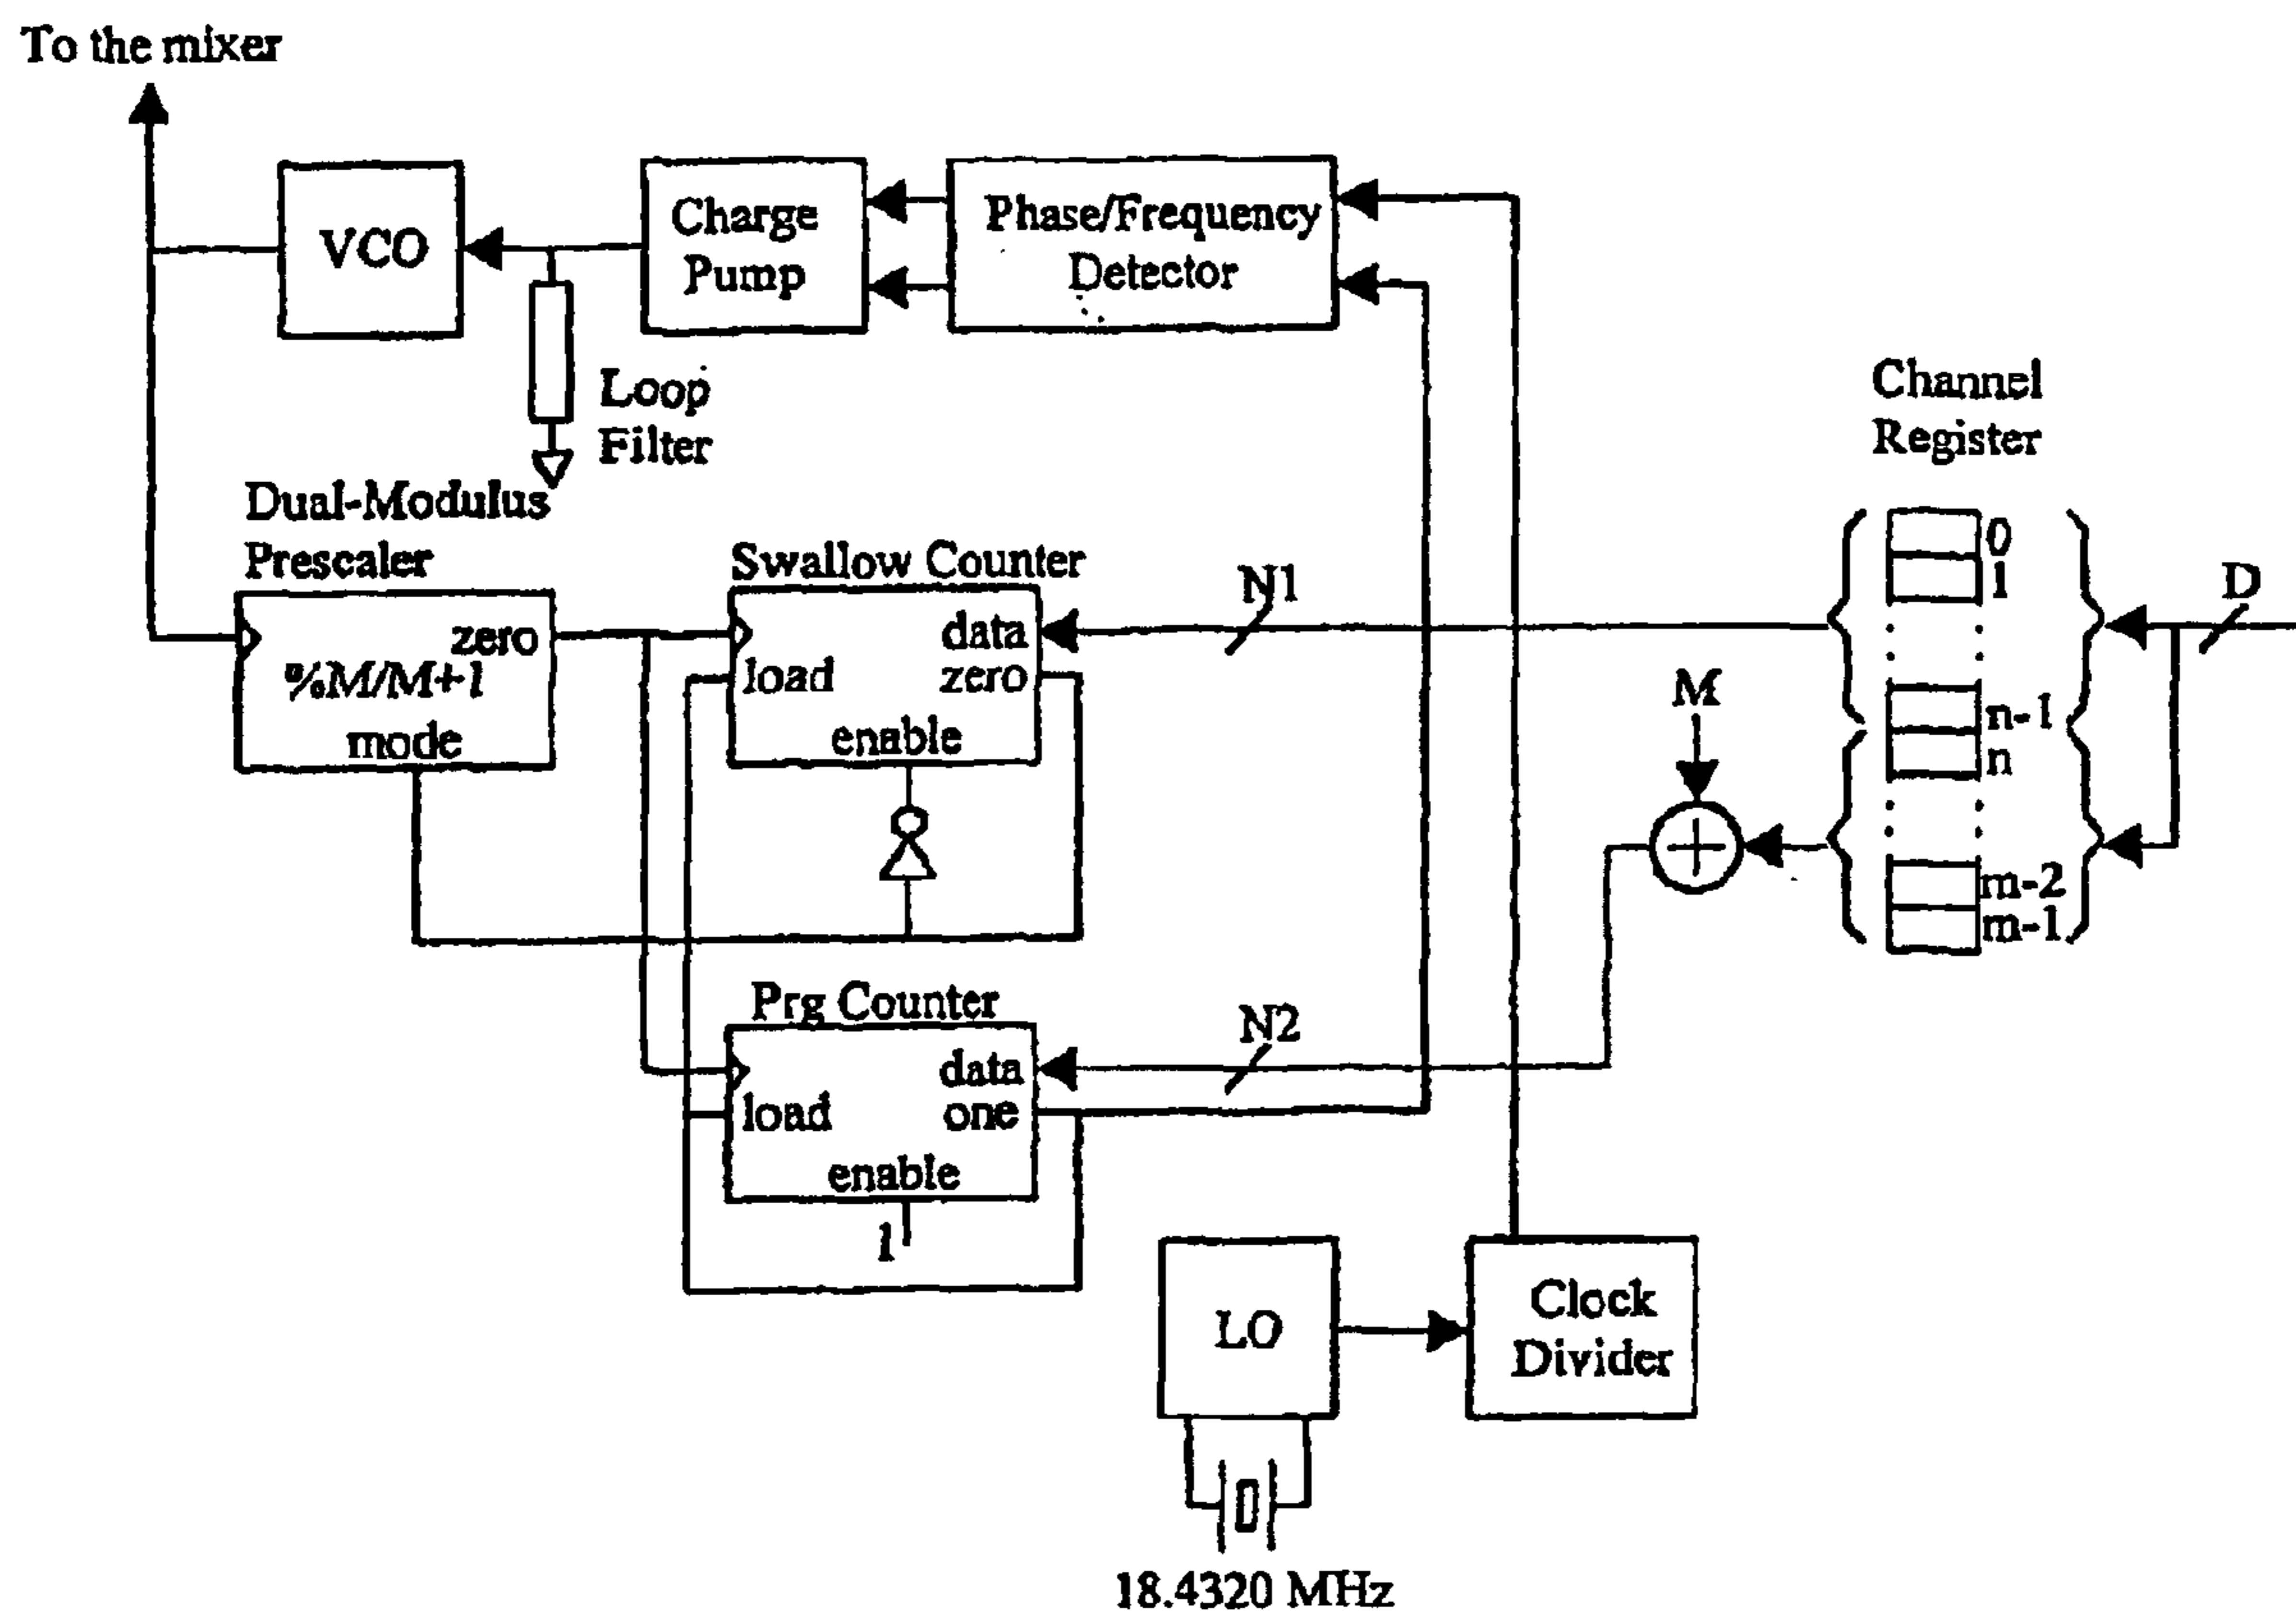 To the mixer
VCO
Charge
Pump
Phase/Frequency
Detector
Loop
Filter
Channel
Register
Dual-Modulus
Prescaler
zero
%M/M+1
mode
Swallow Counter
data
load
zero
enable
N1
0
1
n-1
n
m-2
m-1
D
M
Prg Counter
data
load
one
enable
1
N2
LO
Clock
Divider
18.4320 MHz